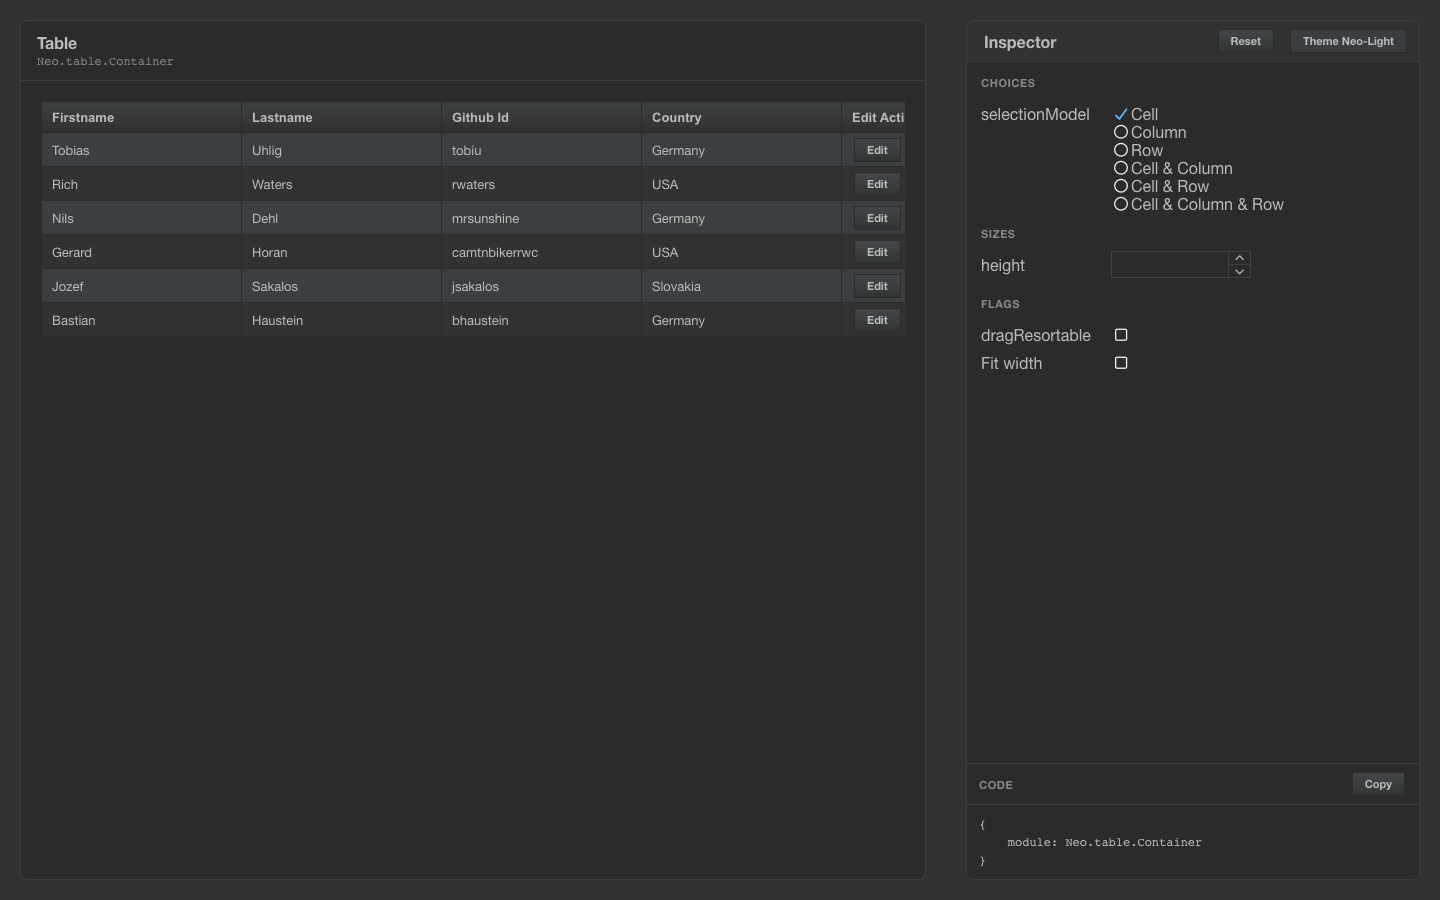 Table
Neo.table.Container
Firstname Lastname Github Id Country Edit Acti
Tobias Uhlig tobiu Germany Edit
Rich Waters rwaters USA Edit
Nils Dehl mrsunshine Germany Edit
Gerard Horan camtnbikerrwc USA Edit
Jozef Sakalos jsakalos Slovakia Edit
Bastian Haustein bhaustein Germany Edit
Inspector Reset Theme Neo-Light
CHOICES
selectionModel Cell
Column
Row
Cell & Column
Cell & Row
Cell & Column & Row
SIZES
height
FLAGS
dragResortable
Fit width
CODE Copy
{
module: Neo.table.Container
}